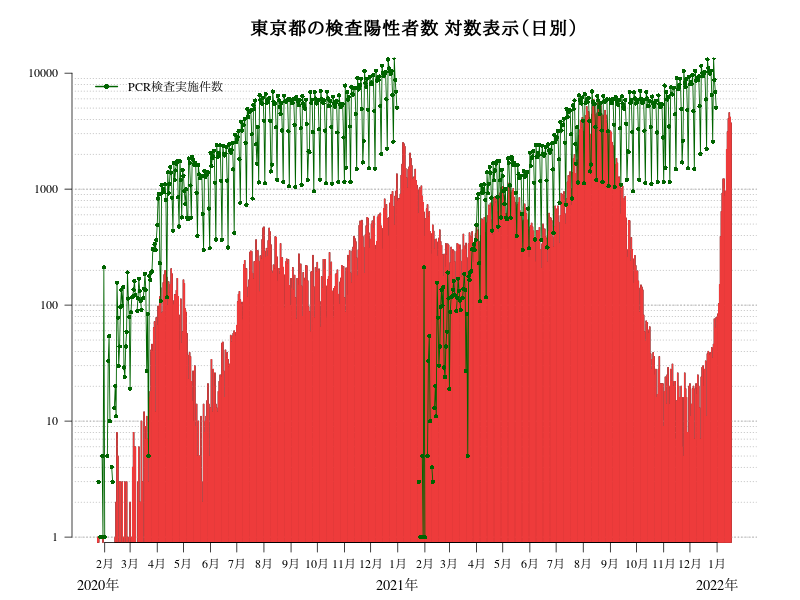 東京都の検査陽性者数 対数表示（日別）
10000
PCR検査実施件数
1000
100
10
1
2月 3月 4月 5月 6月 7月 8月 9月 10月 11月 12月 1月 2月 3月 4月 5月 6月 7月 8月 9月 10月 11月 12月 1月
2020年 2021年 2022年